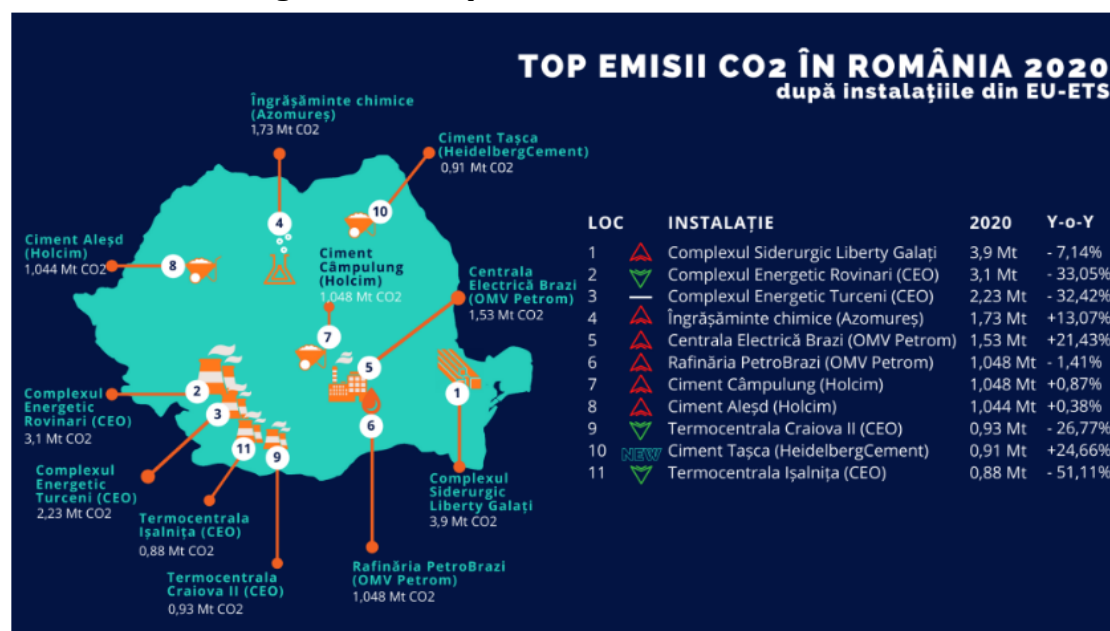 TOP EMISII CO2 ÎN ROMÂNIA 2020
după instalațiile din EU-ETS
Îngrășăminte chimice
(Azomureș)
1,73 Mt CO2
Ciment Tașca
(HeidelbergCement)
0,91 Mt CO2
10
4
Ciment Aleșd
(Holcim)
1,044 Mt CO2
8
Ciment
Câmpulung
(Holcim)
1,048 Mt CO2
7
Centrala
Electrică Brazi
(OMV Petrom)
1,53 Mt CO2
5
6
1
2
3
11
9
Complexul
Energetic
Rovinari (CEO)
3,1 Mt CO2
Complexul
Energetic
Turceni (CEO)
2,23 Mt CO2
Termocentrala
Ișalnița (CEO)
0,88 Mt CO2
Termocentrala
Craiova II (CEO)
0,93 Mt CO2
Rafinăria PetroBrazi
(OMV Petrom)
1,048 Mt CO2
Complexul
Siderurgic
Liberty Galați
3,9 Mt CO2
LOC INSTALAȚIE 2020 Y-o-Y
1 Complexul Siderurgic Liberty Galați 3,9 Mt - 7,14%
2 Complexul Energetic Rovinari (CEO) 3,1 Mt - 33,05%
3 Complexul Energetic Turceni (CEO) 2,23 Mt - 32,42%
4 Îngrășăminte chimice (Azomureș) 1,73 Mt +13,07%
5 Centrala Electrică Brazi (OMV Petrom) 1,53 Mt +21,43%
6 Rafinăria PetroBrazi (OMV Petrom) 1,048 Mt - 1,41%
7 Ciment Câmpulung (Holcim) 1,048 Mt +0,87%
8 Ciment Aleșd (Holcim) 1,044 Mt +0,38%
9 Termocentrala Craiova II (CEO) 0,93 Mt - 26,77%
10 NEW Ciment Tașca (HeidelbergCement) 0,91 Mt +24,66%
11 Termocentrala Ișalnița (CEO) 0,88 Mt - 51,11%